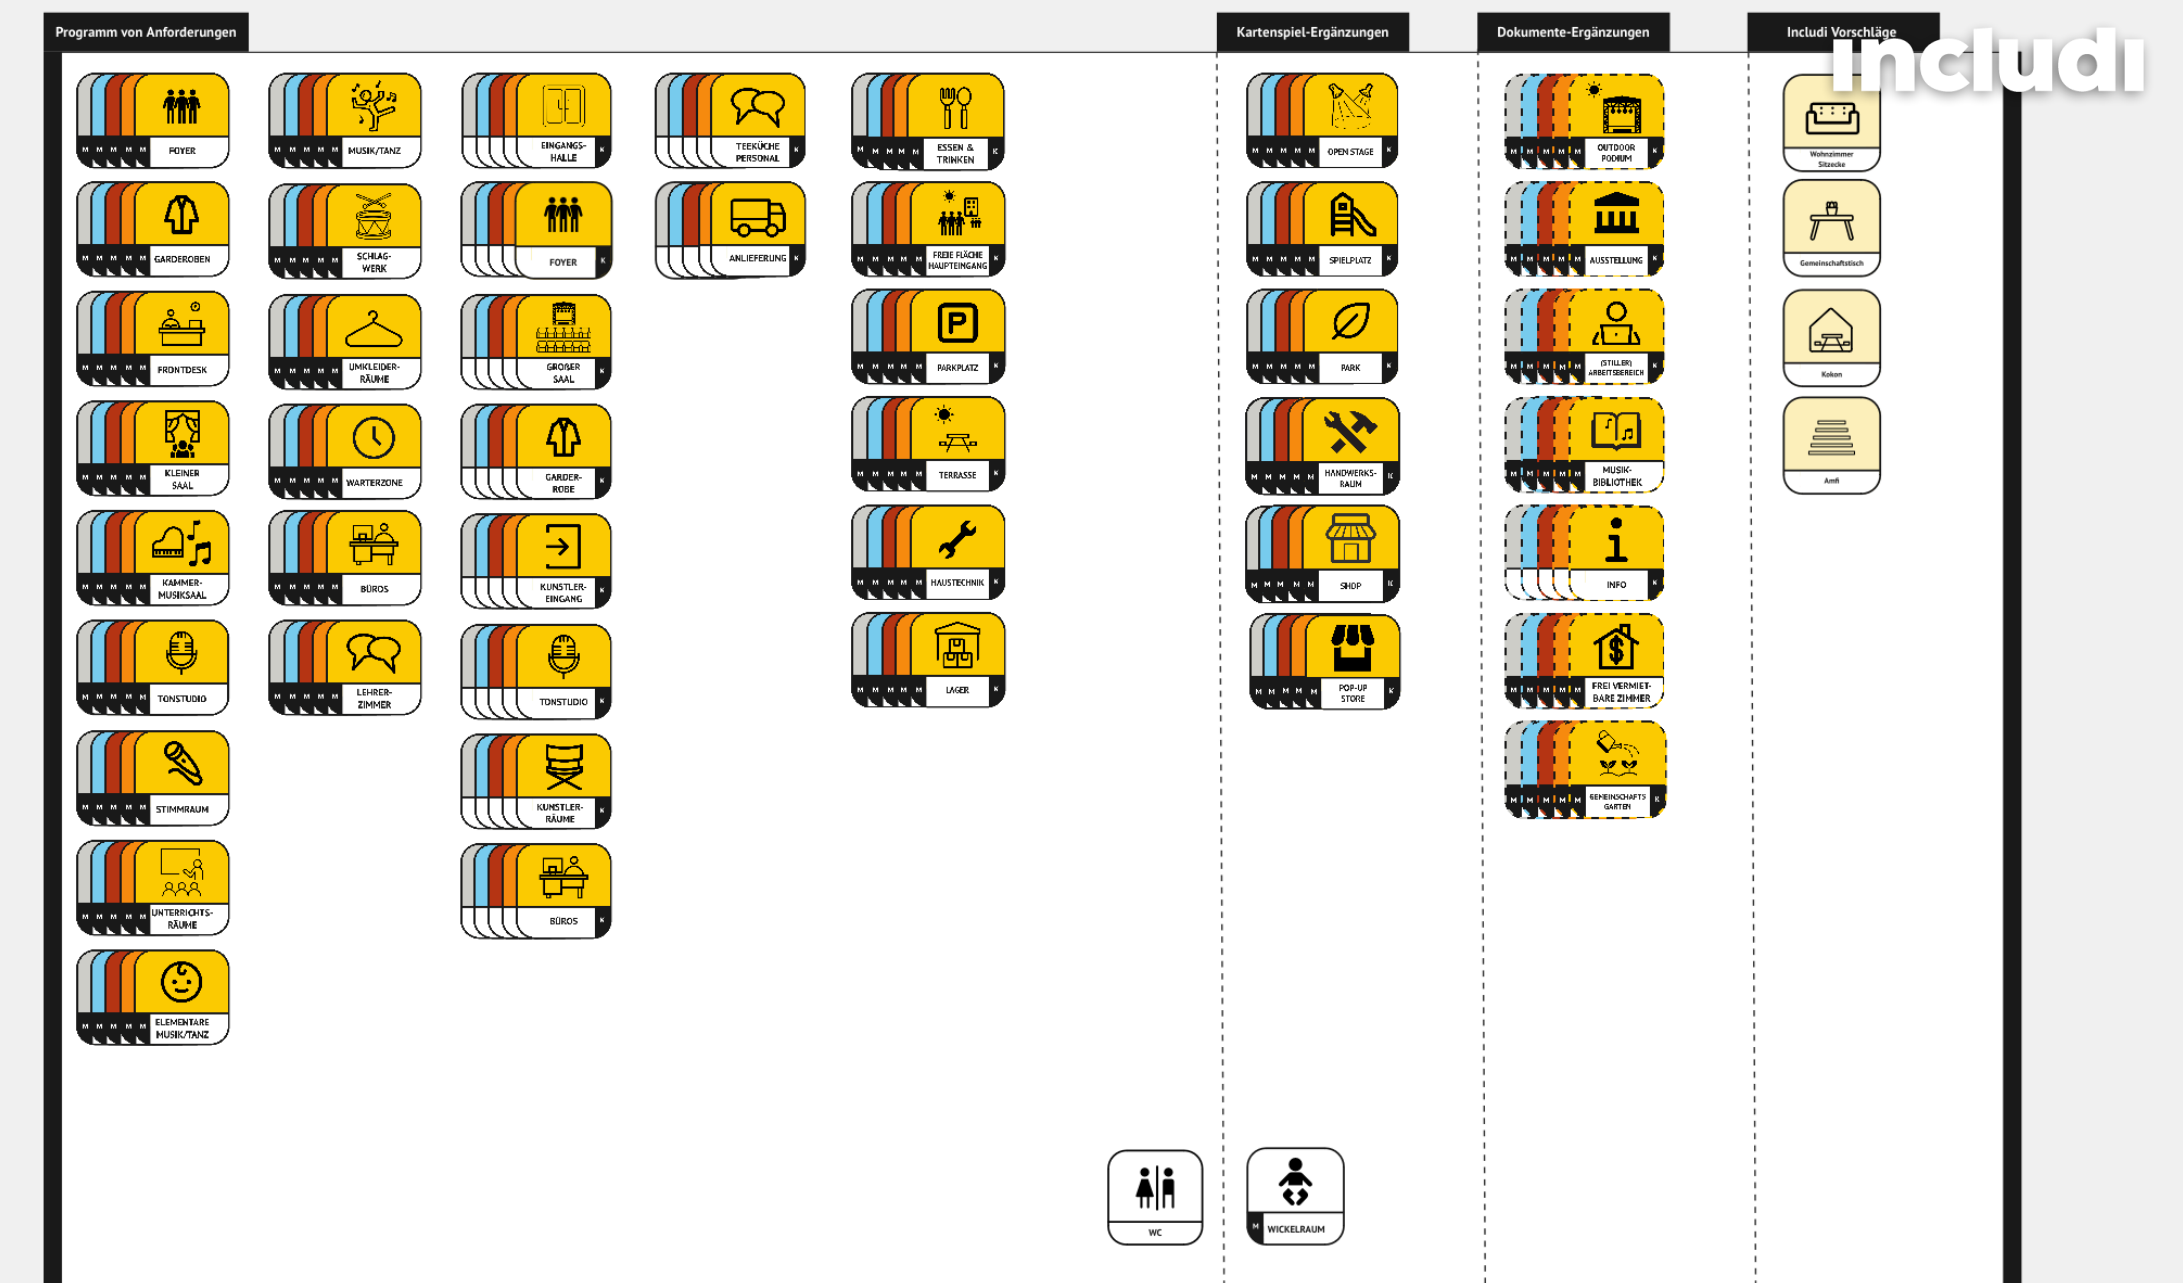 Programm von Anforderungen
Kartenspiel-Ergänzungen
Dokumente-Ergänzungen
Includi Vorschläge
includi
M M M M M FOYER
M M M M M GARDEROBEN
M M M M M FRONTDESK
M M M M M KLEINER
SAAL
M M M M M KAMMER-
MUSIKSAAL
M M M M M TONSTUDIO
M M M M M STIMMRAUM
M M M M M UNTERRICHTS-
RÄUME
M M M M M ELEMENTARE
MUSIK/TANZ
M M M M M MUSIK/TANZ
M M M M M SCHLAG-
WERK
M M M M M UMKLEIDER-
RÄUME
M M M M M WARTERZONE
M M M M M BÜROS
M M M M M LEHRER-
ZIMMER
EINGANGS-
HALLE K
FOYER K
GROßER
SAAL K
GARDER-
ROBE K
KÜNSTLER-
EINGANG K
TONSTUDIO K
KÜNSTLER-
RÄUME K
BÜROS K
TEEKÜCHE
PERSONAL K
ANLIEFERUNG K
M M M M M ESSEN &
TRINKEN K
M M M M M FREIE FLÄCHE
HAUPTEINGANG K
P
M M M M M PARKPLATZ K
M M M M M TERRASSE K
M M M M M HAUSTECHNIK K
M M M M M LAGER K
WC
M M M M M OPEN STAGE K
M M M M M SPIELPLATZ K
M M M M M PARK K
M M M M M HANDWERKS-
RAUM K
M M M M M SHOP K
M M M M M POP-UP
STORE K
M WICKELRAUM
M M M M M OUTDOOR
PODIUM K
M M M M M AUSSTELLUNG K
M M M M M (STILLER)
ARBEITSBEREICH K
M M M M M MUSIK-
BIBLIOTHEK
i
INFO K
$
M M M M M FREI VERMIET-
BARE ZIMMER
M M M M M GEMEINSCHAFTS
GARTEN K
Wohnzimmer
Sitzecke
Gemeinschaftstisch
Kokon
Amfi